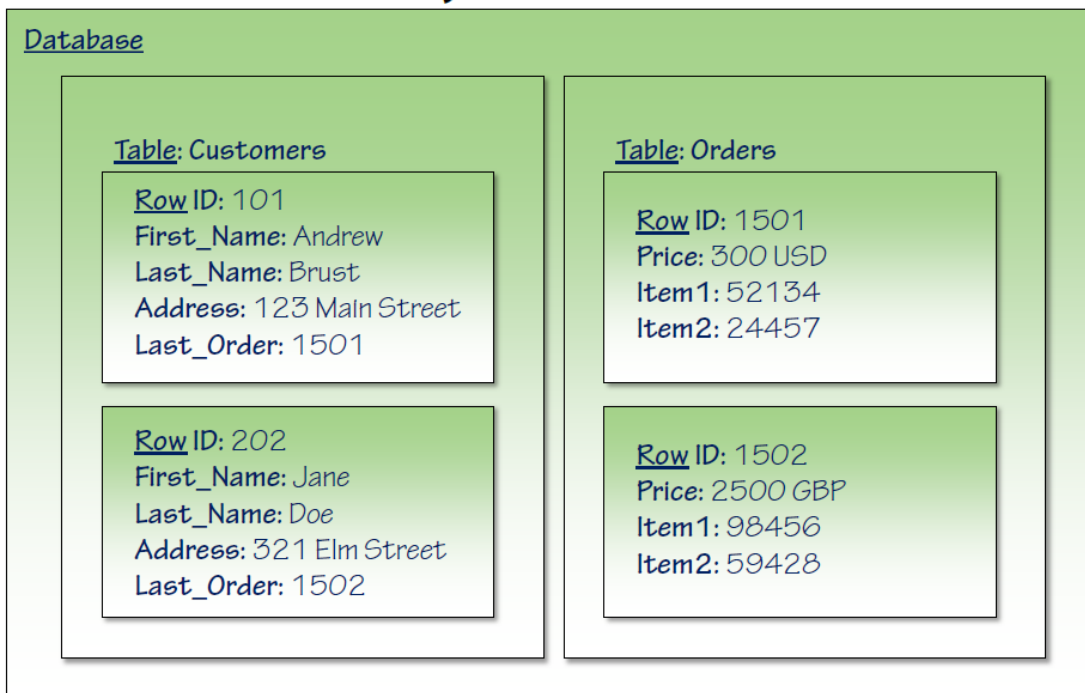 Database
Table: Customers
Row ID: 101
First_Name: Andrew
Last_Name: Brust
Address: 123 Main Street
Last_Order: 1501
Row ID: 202
First_Name: Jane
Last_Name: Doe
Address: 321 Elm Street
Last_Order: 1502
Table: Orders
Row ID: 1501
Price: 300 USD
Item1: 52134
Item2: 24457
Row ID: 1502
Price: 2500 GBP
Item1: 98456
Item2: 59428